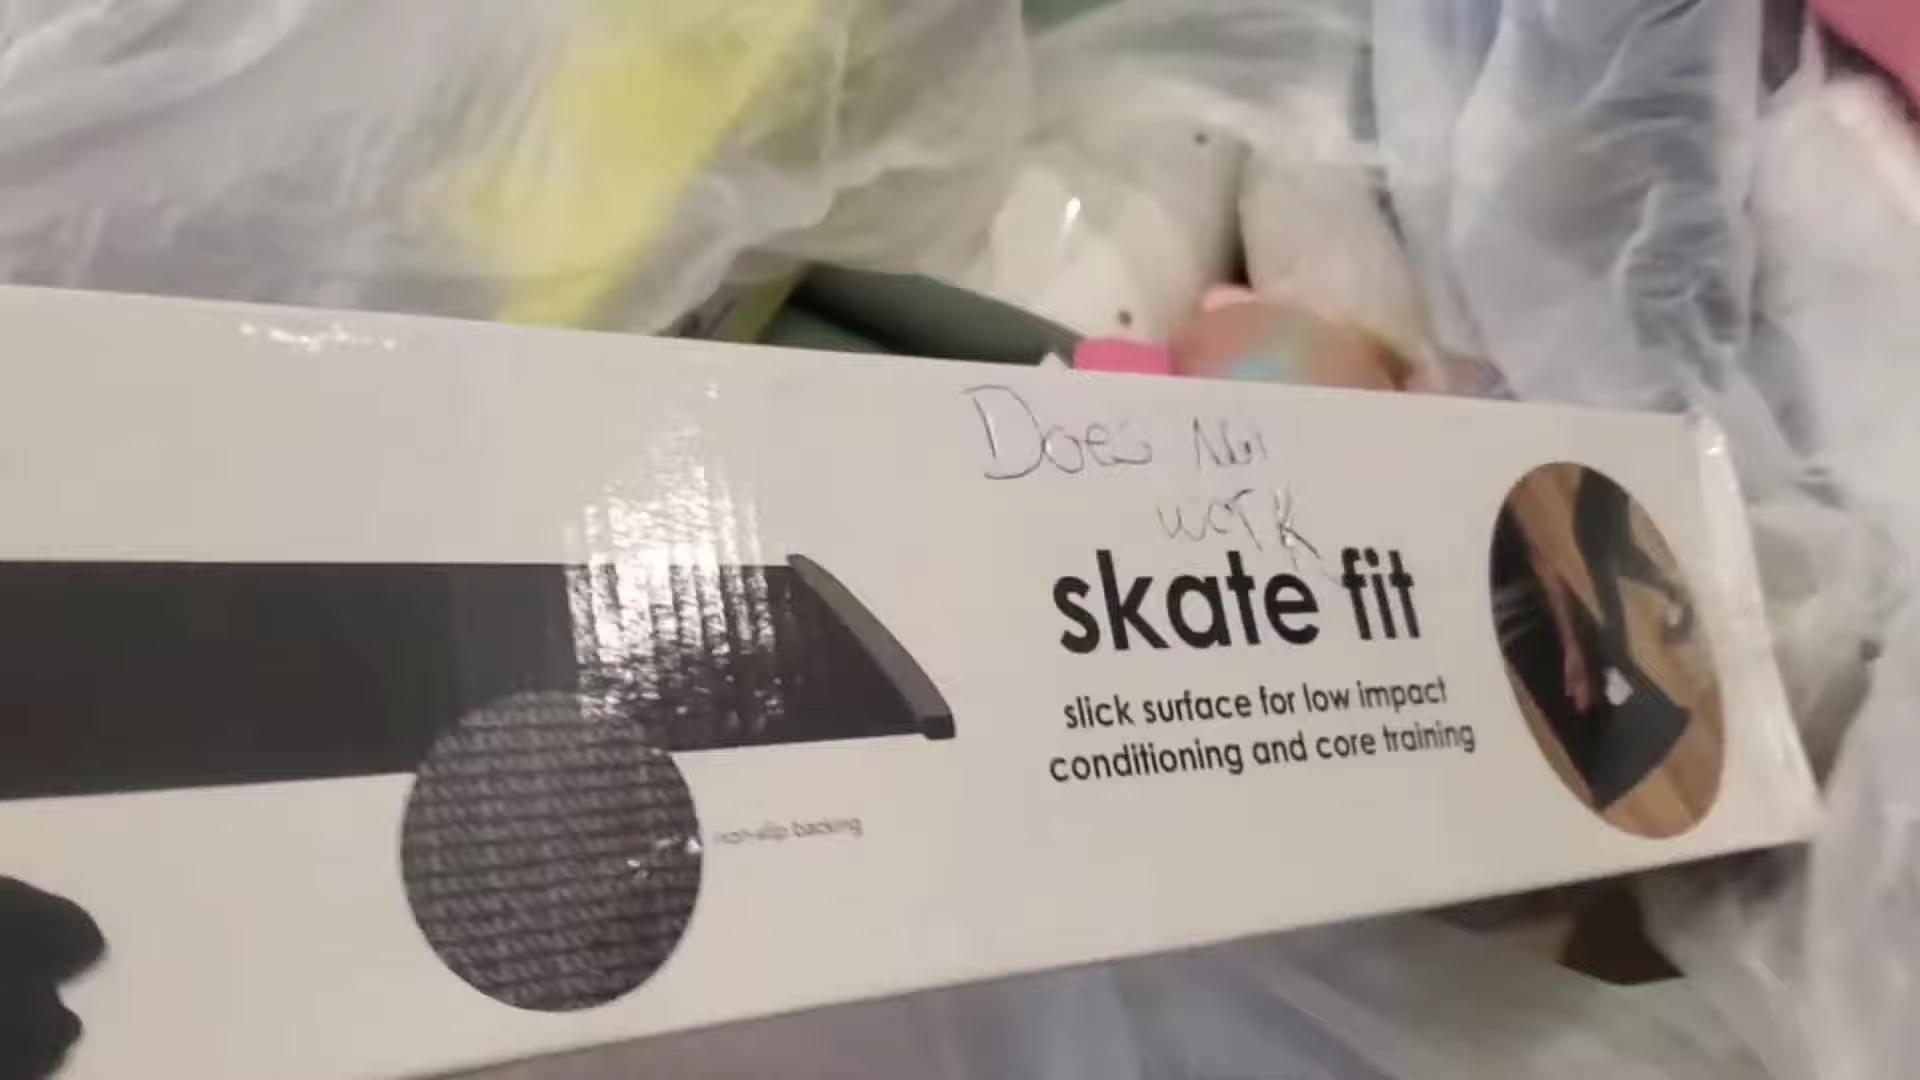 Does Not
work
skate fit
slick surface for low impact
conditioning and core training
non-slip backing